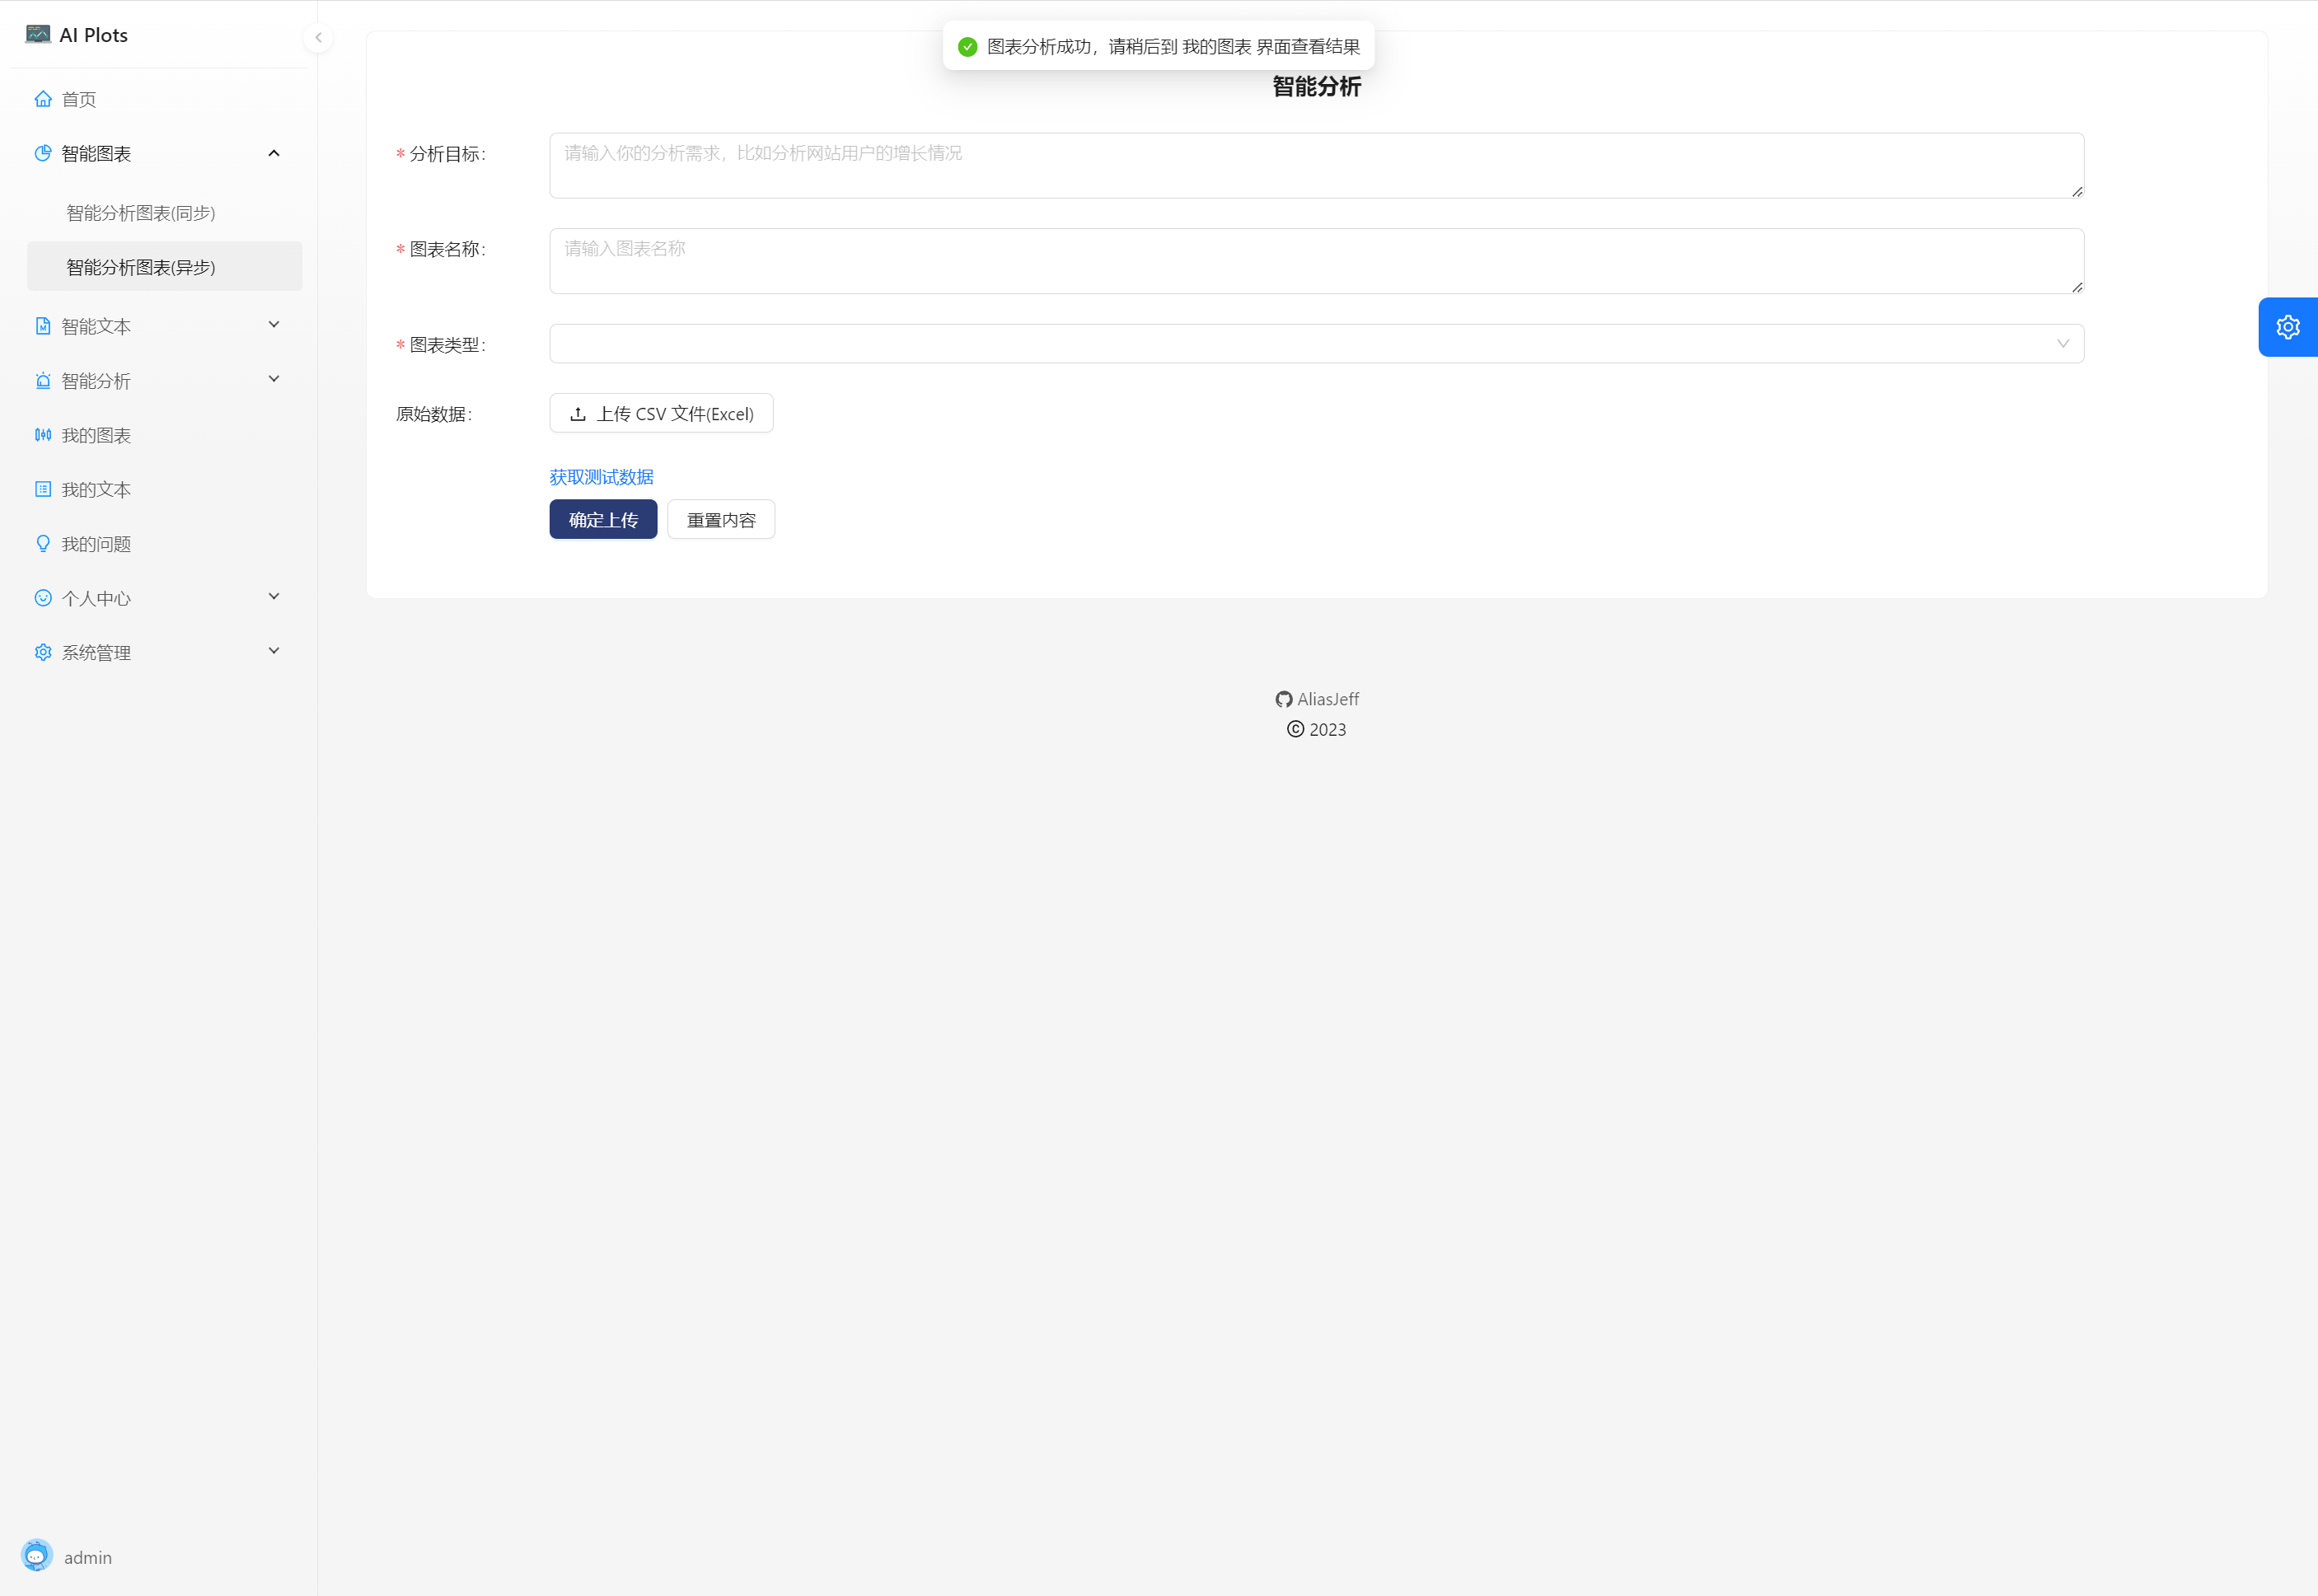 AI Plots
首页
智能图表
智能分析图表(同步)
智能分析图表(异步)
智能文本
智能分析
我的图表
我的文本
我的问题
个人中心
系统管理
admin
图表分析成功，请稍后到 我的图表 界面查看结果
智能分析
* 分析目标:
请输入你的分析需求，比如分析网站用户的增长情况
* 图表名称:
请输入图表名称
* 图表类型:
原始数据:
上传 CSV 文件(Excel)
获取测试数据
确定上传
重置内容
AliasJeff
© 2023